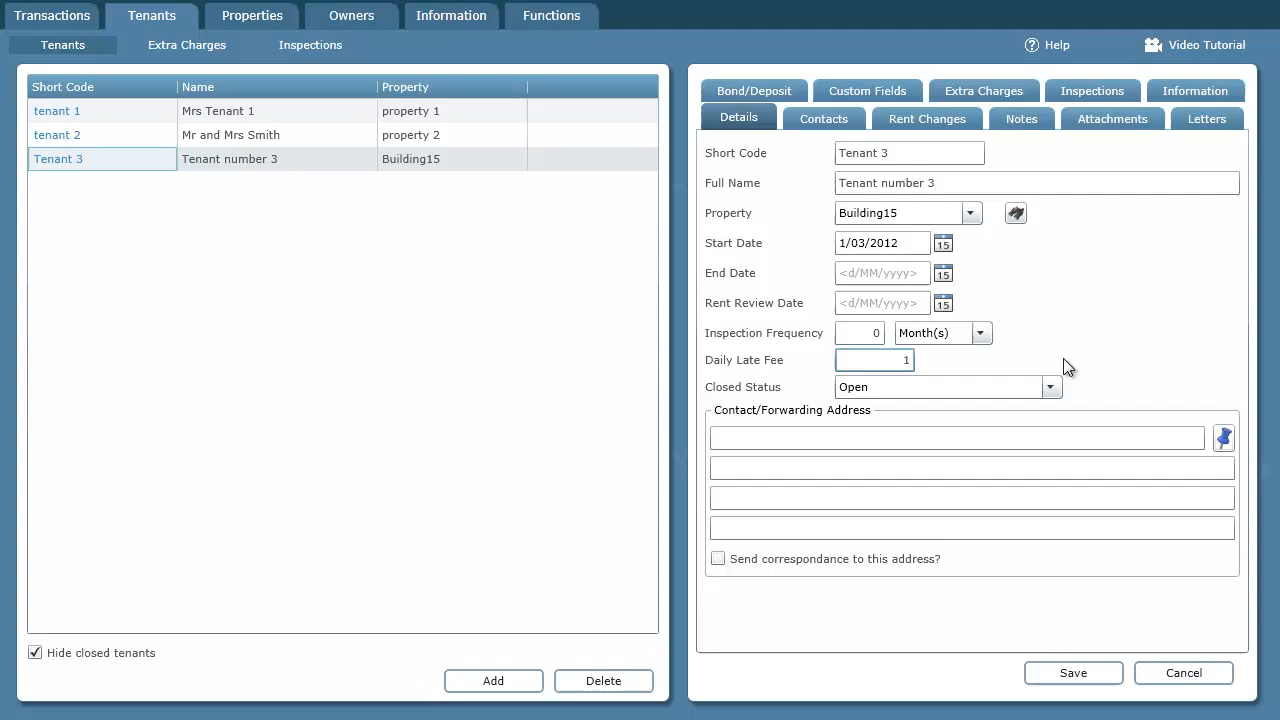 Transactions Tenants Properties Owners Information Functions
Tenants Extra Charges Inspections Help Video Tutorial
Short Code Name Property
tenant 1 Mrs Tenant 1 property 1
tenant 2 Mr and Mrs Smith property 2
Tenant 3 Tenant number 3 Building15
Hide closed tenants
Add Delete
Bond/Deposit Custom Fields Extra Charges Inspections Information
Details Contacts Rent Changes Notes Attachments Letters
Short Code Tenant 3
Full Name Tenant number 3
Property Building15
Start Date 1/03/2012 15
End Date <d/MM/yyyy> 15
Rent Review Date <d/MM/yyyy> 15
Inspection Frequency 0 Month(s)
Daily Late Fee 1
Closed Status Open
Contact/Forwarding Address
Send correspondance to this address?
Save Cancel